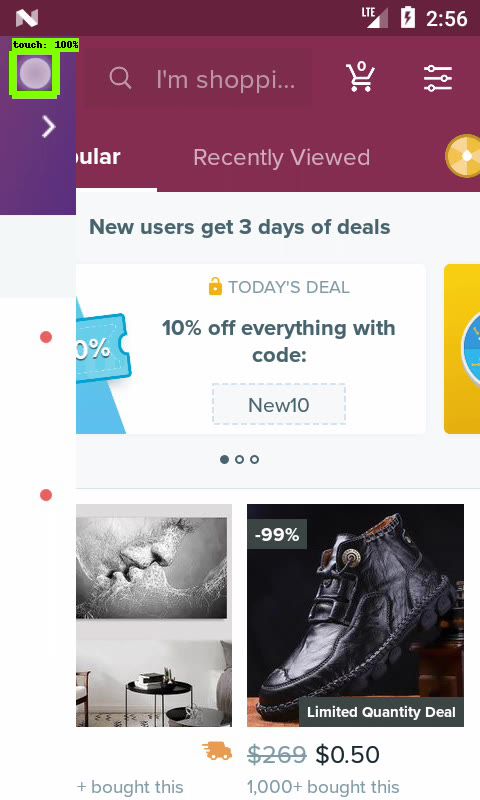 LTE
2:56
touch: 100%
I'm shoppi...
0
ular
Recently Viewed
New users get 3 days of deals
TODAY'S DEAL
0%
10% off everything with
code:
New10
-99%
Limited Quantity Deal
$269 $0.50
+ bought this
1,000+ bought this